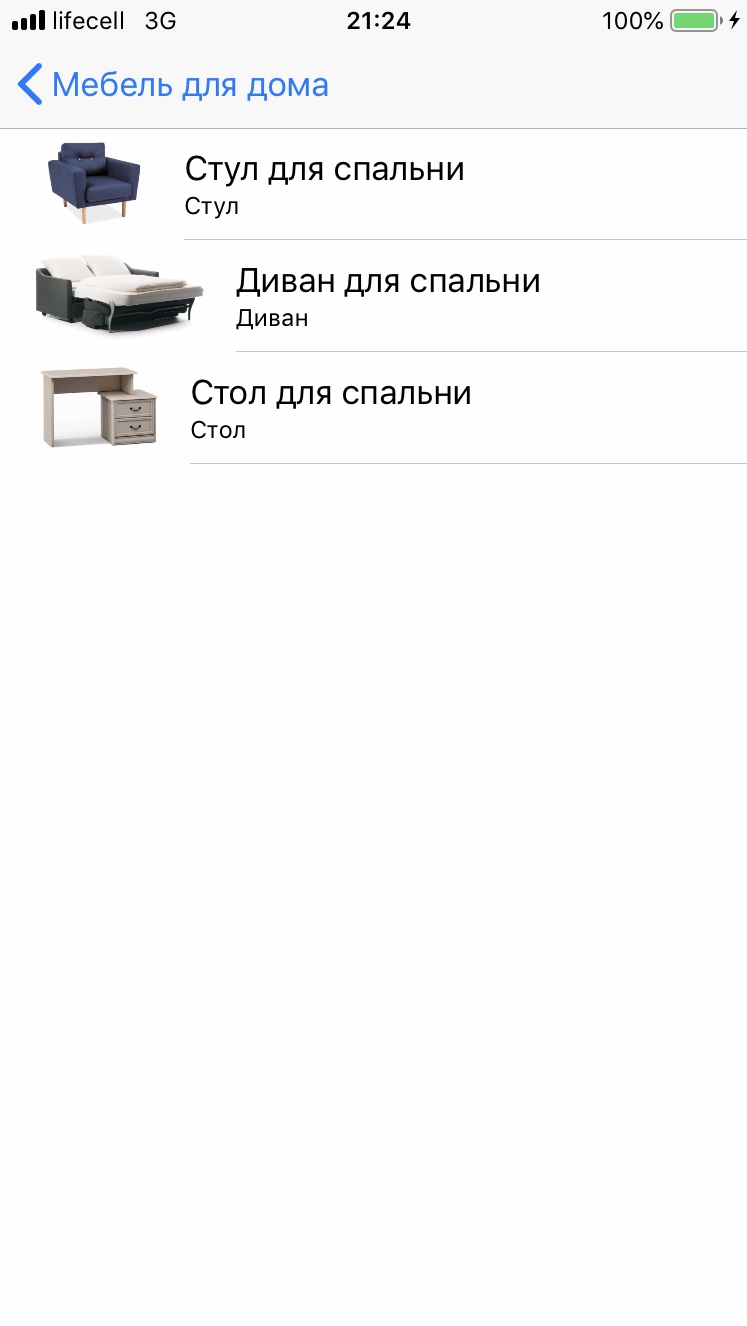 lifecell 3G 21:24 100%
Мебель для дома
Стул для спальни
Стул
Диван для спальни
Диван
Стол для спальни
Стол